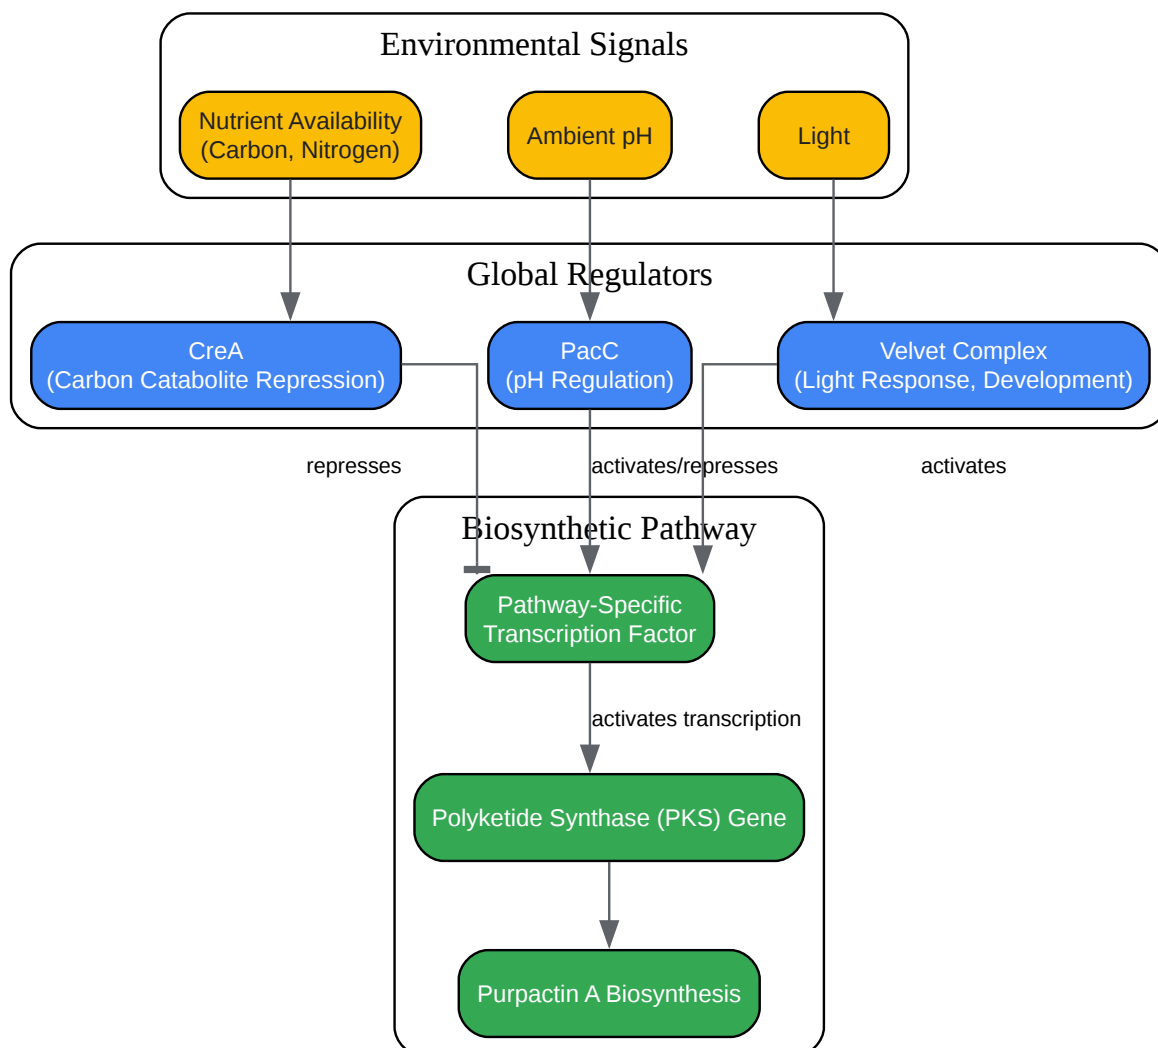 Environmental Signals
Nutrient Availability
(Carbon, Nitrogen)
Ambient pH
Light
Global Regulators
CreA
(Carbon Catabolite Repression)
PacC
(pH Regulation)
Velvet Complex
(Light Response, Development)
represses
activates/represses
activates
Biosynthetic Pathway
Pathway-Specific
Transcription Factor
activates transcription
Polyketide Synthase (PKS) Gene
Purpactin A Biosynthesis